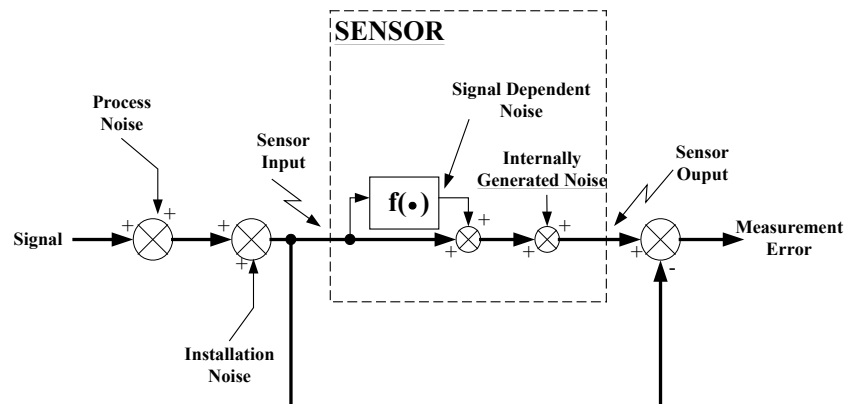 SENSOR
Process
Noise
Signal Dependent
Noise
Sensor
Input
Internally
Generated Noise
Sensor
Ouput
f(•)
+
+
+
+
+
+
+
+
+
-
Signal
Measurement
Error
Installation
Noise